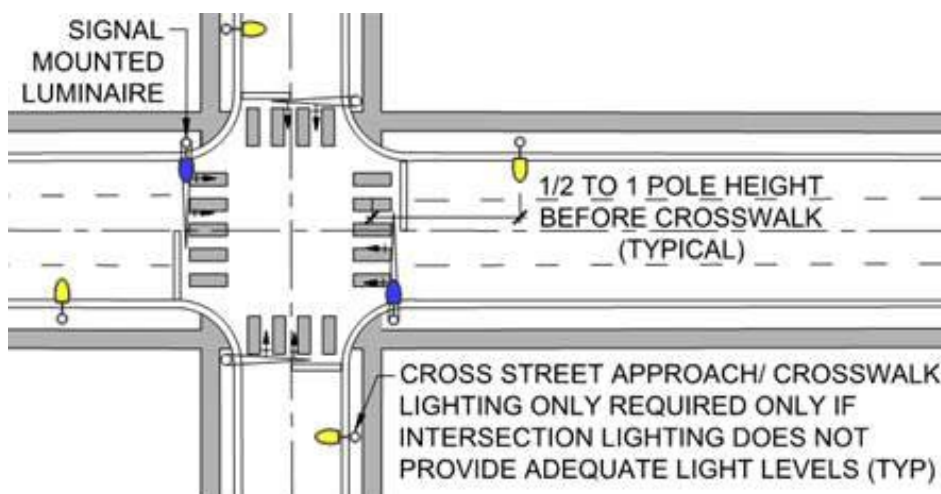 SIGNAL
MOUNTED
LUMINAIRE
1/2 TO 1 POLE HEIGHT
BEFORE CROSSWALK
(TYPICAL)
CROSS STREET APPROACH/ CROSSWALK
LIGHTING ONLY REQUIRED ONLY IF
INTERSECTION LIGHTING DOES NOT
PROVIDE ADEQUATE LIGHT LEVELS (TYP)